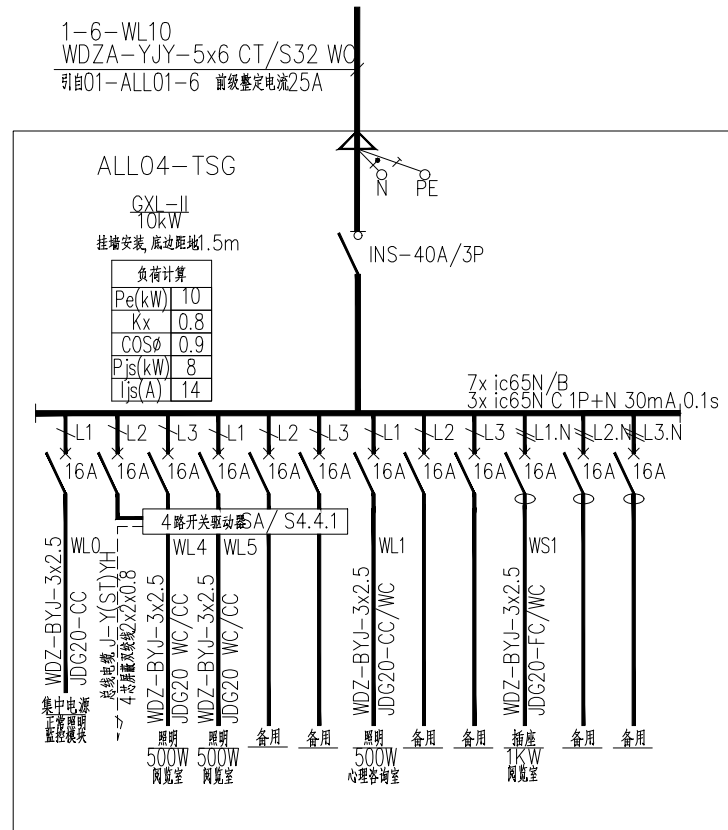 1-6-WL10
WDZA-YJY-5x6 CT/S32 WC
引自01-ALL01-6 前级整定电流25A
ALL04-TSG
N PE
GXL-II
10kW
挂墙安装,底边距地1.5m
INS-40A/3P
负荷计算
Pe(kW) 10
Kx 0.8
COSø 0.9
Pjs(kW) 8
Ijs(A) 14
7x ic65N/B
3x ic65N C 1P+N 30mA,0.1s
L1 L2 L3 L1 L2 L3 L1 L2 L3 L1.N L2.N L3.N
16A 16A 16A 16A 16A 16A 16A 16A 16A 16A 16A 16A
4路开关驱动器SA/ S4.4.1
WL0 WL4 WL5 WL1 WS1
WDZ-BYJ-3x2.5
JDG20-CC
总线电缆J-Y(ST)YH
4芯屏蔽双绞线2x2x0.8
WDZ-BYJ-3x2.5
JDG20 WC/CC
WDZ-BYJ-3x2.5
JDG20 WC/CC
WDZ-BYJ-3x2.5
JDG20-CC/WC
WDZ-BYJ-3x2.5
JDG20-FC/WC
集中电源
正常照明
监控模块
照明
500W
阅览室
照明
500W
阅览室
备用
备用
照明
500W
心理咨询室
备用
备用
插座
1KW
阅览室
备用
备用